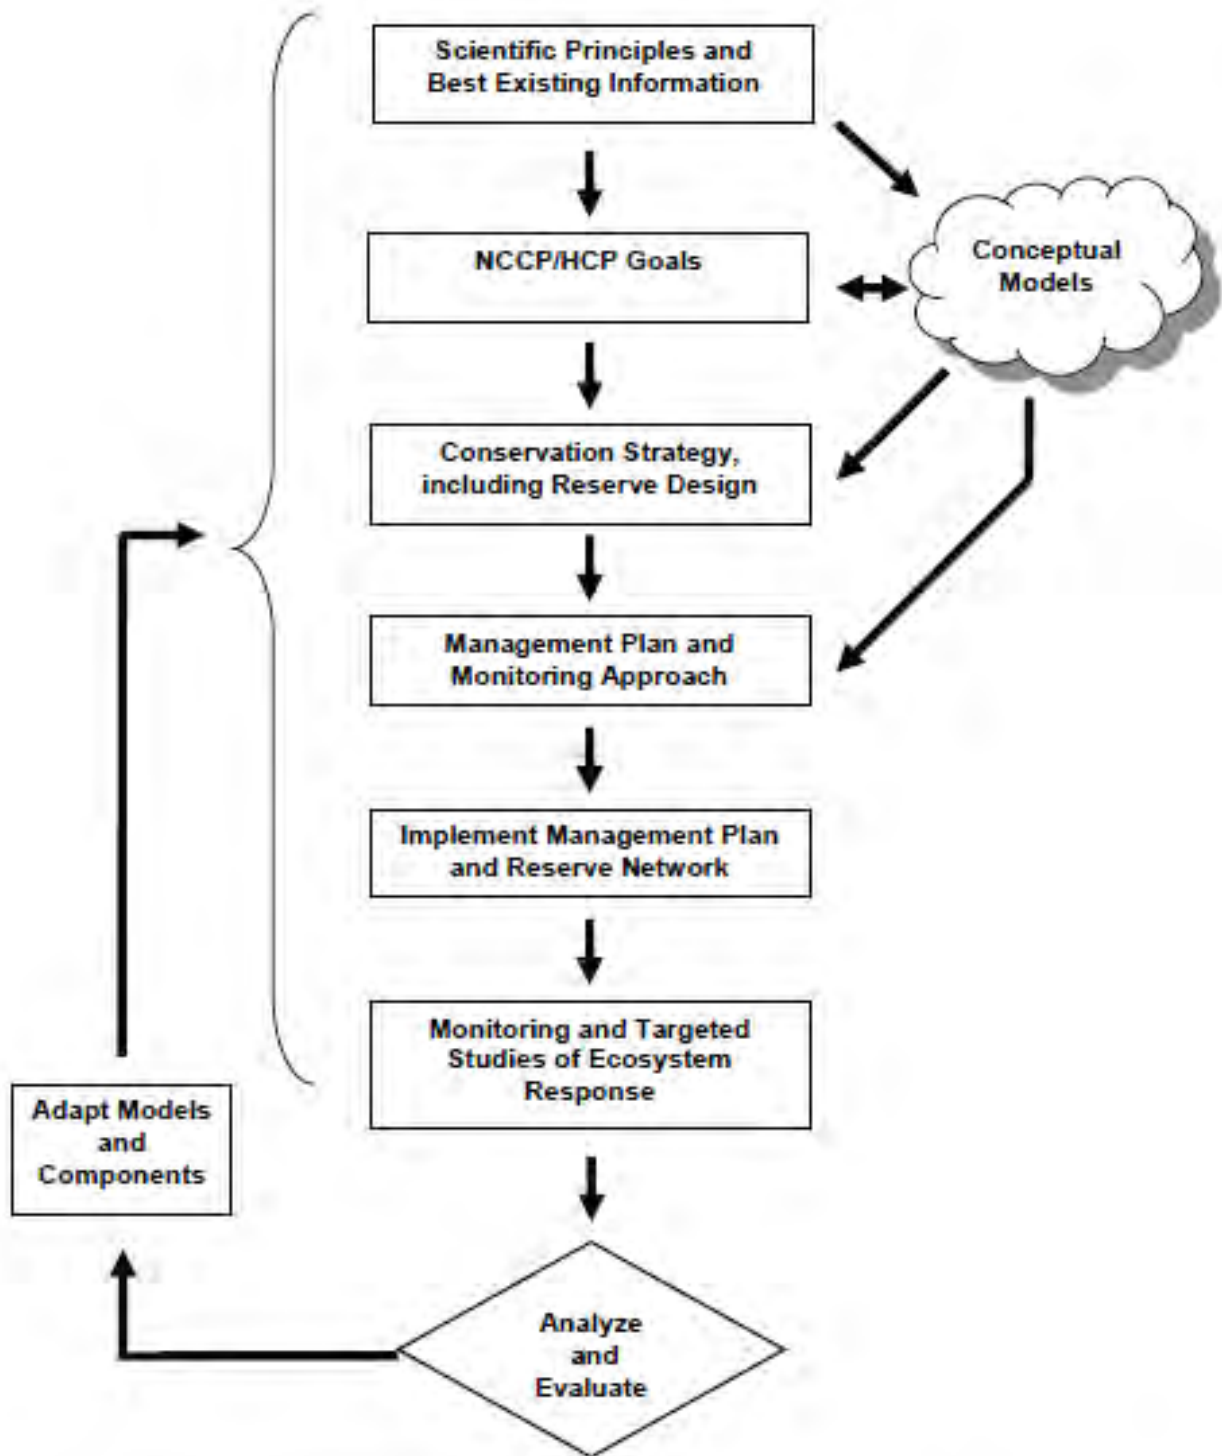 Scientific Principles and
Best Existing Information
NCCP/HCP Goals
Conceptual
Models
Conservation Strategy,
including Reserve Design
Management Plan and
Monitoring Approach
Implement Management Plan
and Reserve Network
Monitoring and Targeted
Studies of Ecosystem
Response
Adapt Models
and
Components
Analyze
and
Evaluate